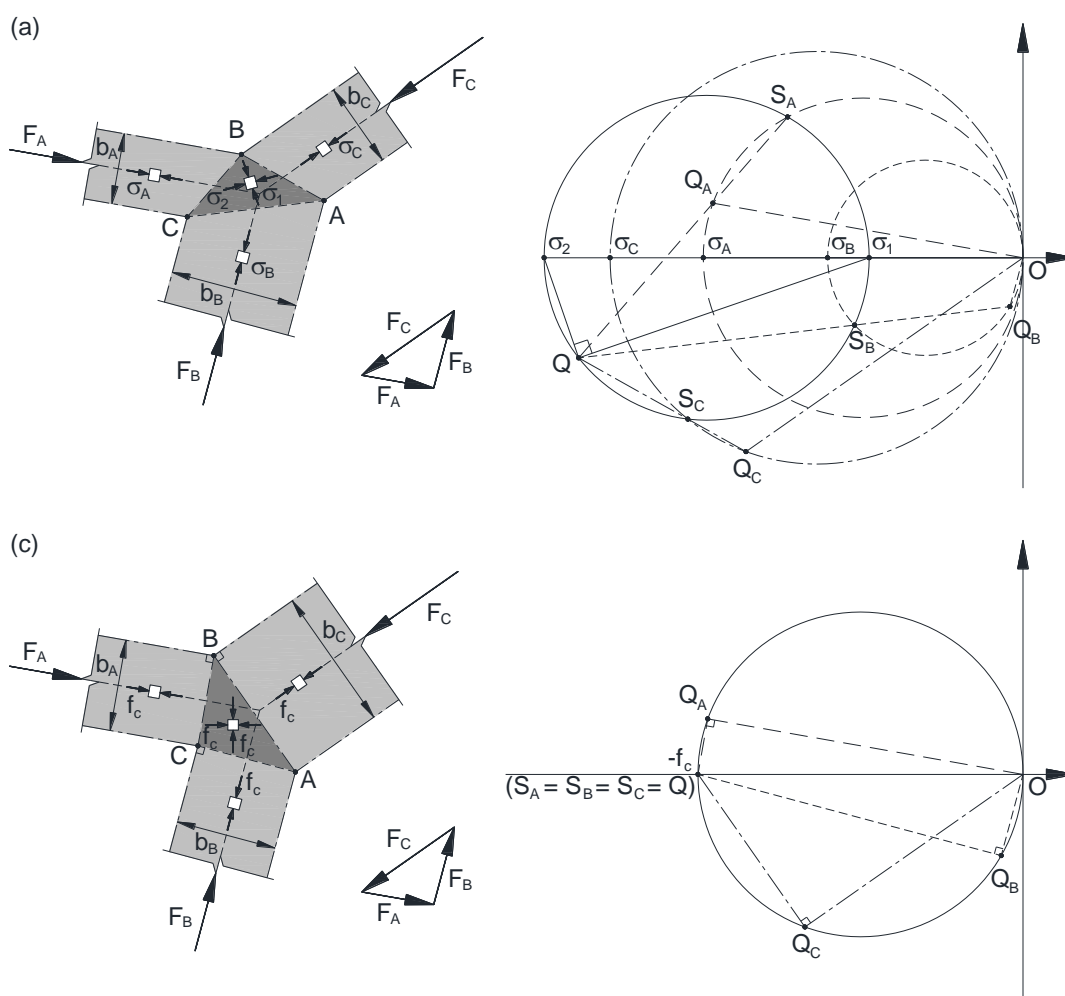 (a)
F_A
b_A
σ_A
B
b_C
F_C
σ_C
σ_2
σ_1
C
A
σ_B
b_B
F_B
F_C
F_B
F_A
S_A
Q_A
σ_2
σ_C
σ_A
σ_B
σ_1
O
Q
S_B
Q_B
S_C
Q_C
(c)
F_A
b_A
B
b_C
F_C
f_c
f_c
f_c
f_c
C
A
f_c
b_B
F_B
F_C
F_B
F_A
Q_A
-f_c
(S_A = S_B = S_C = Q)
O
Q_B
Q_C